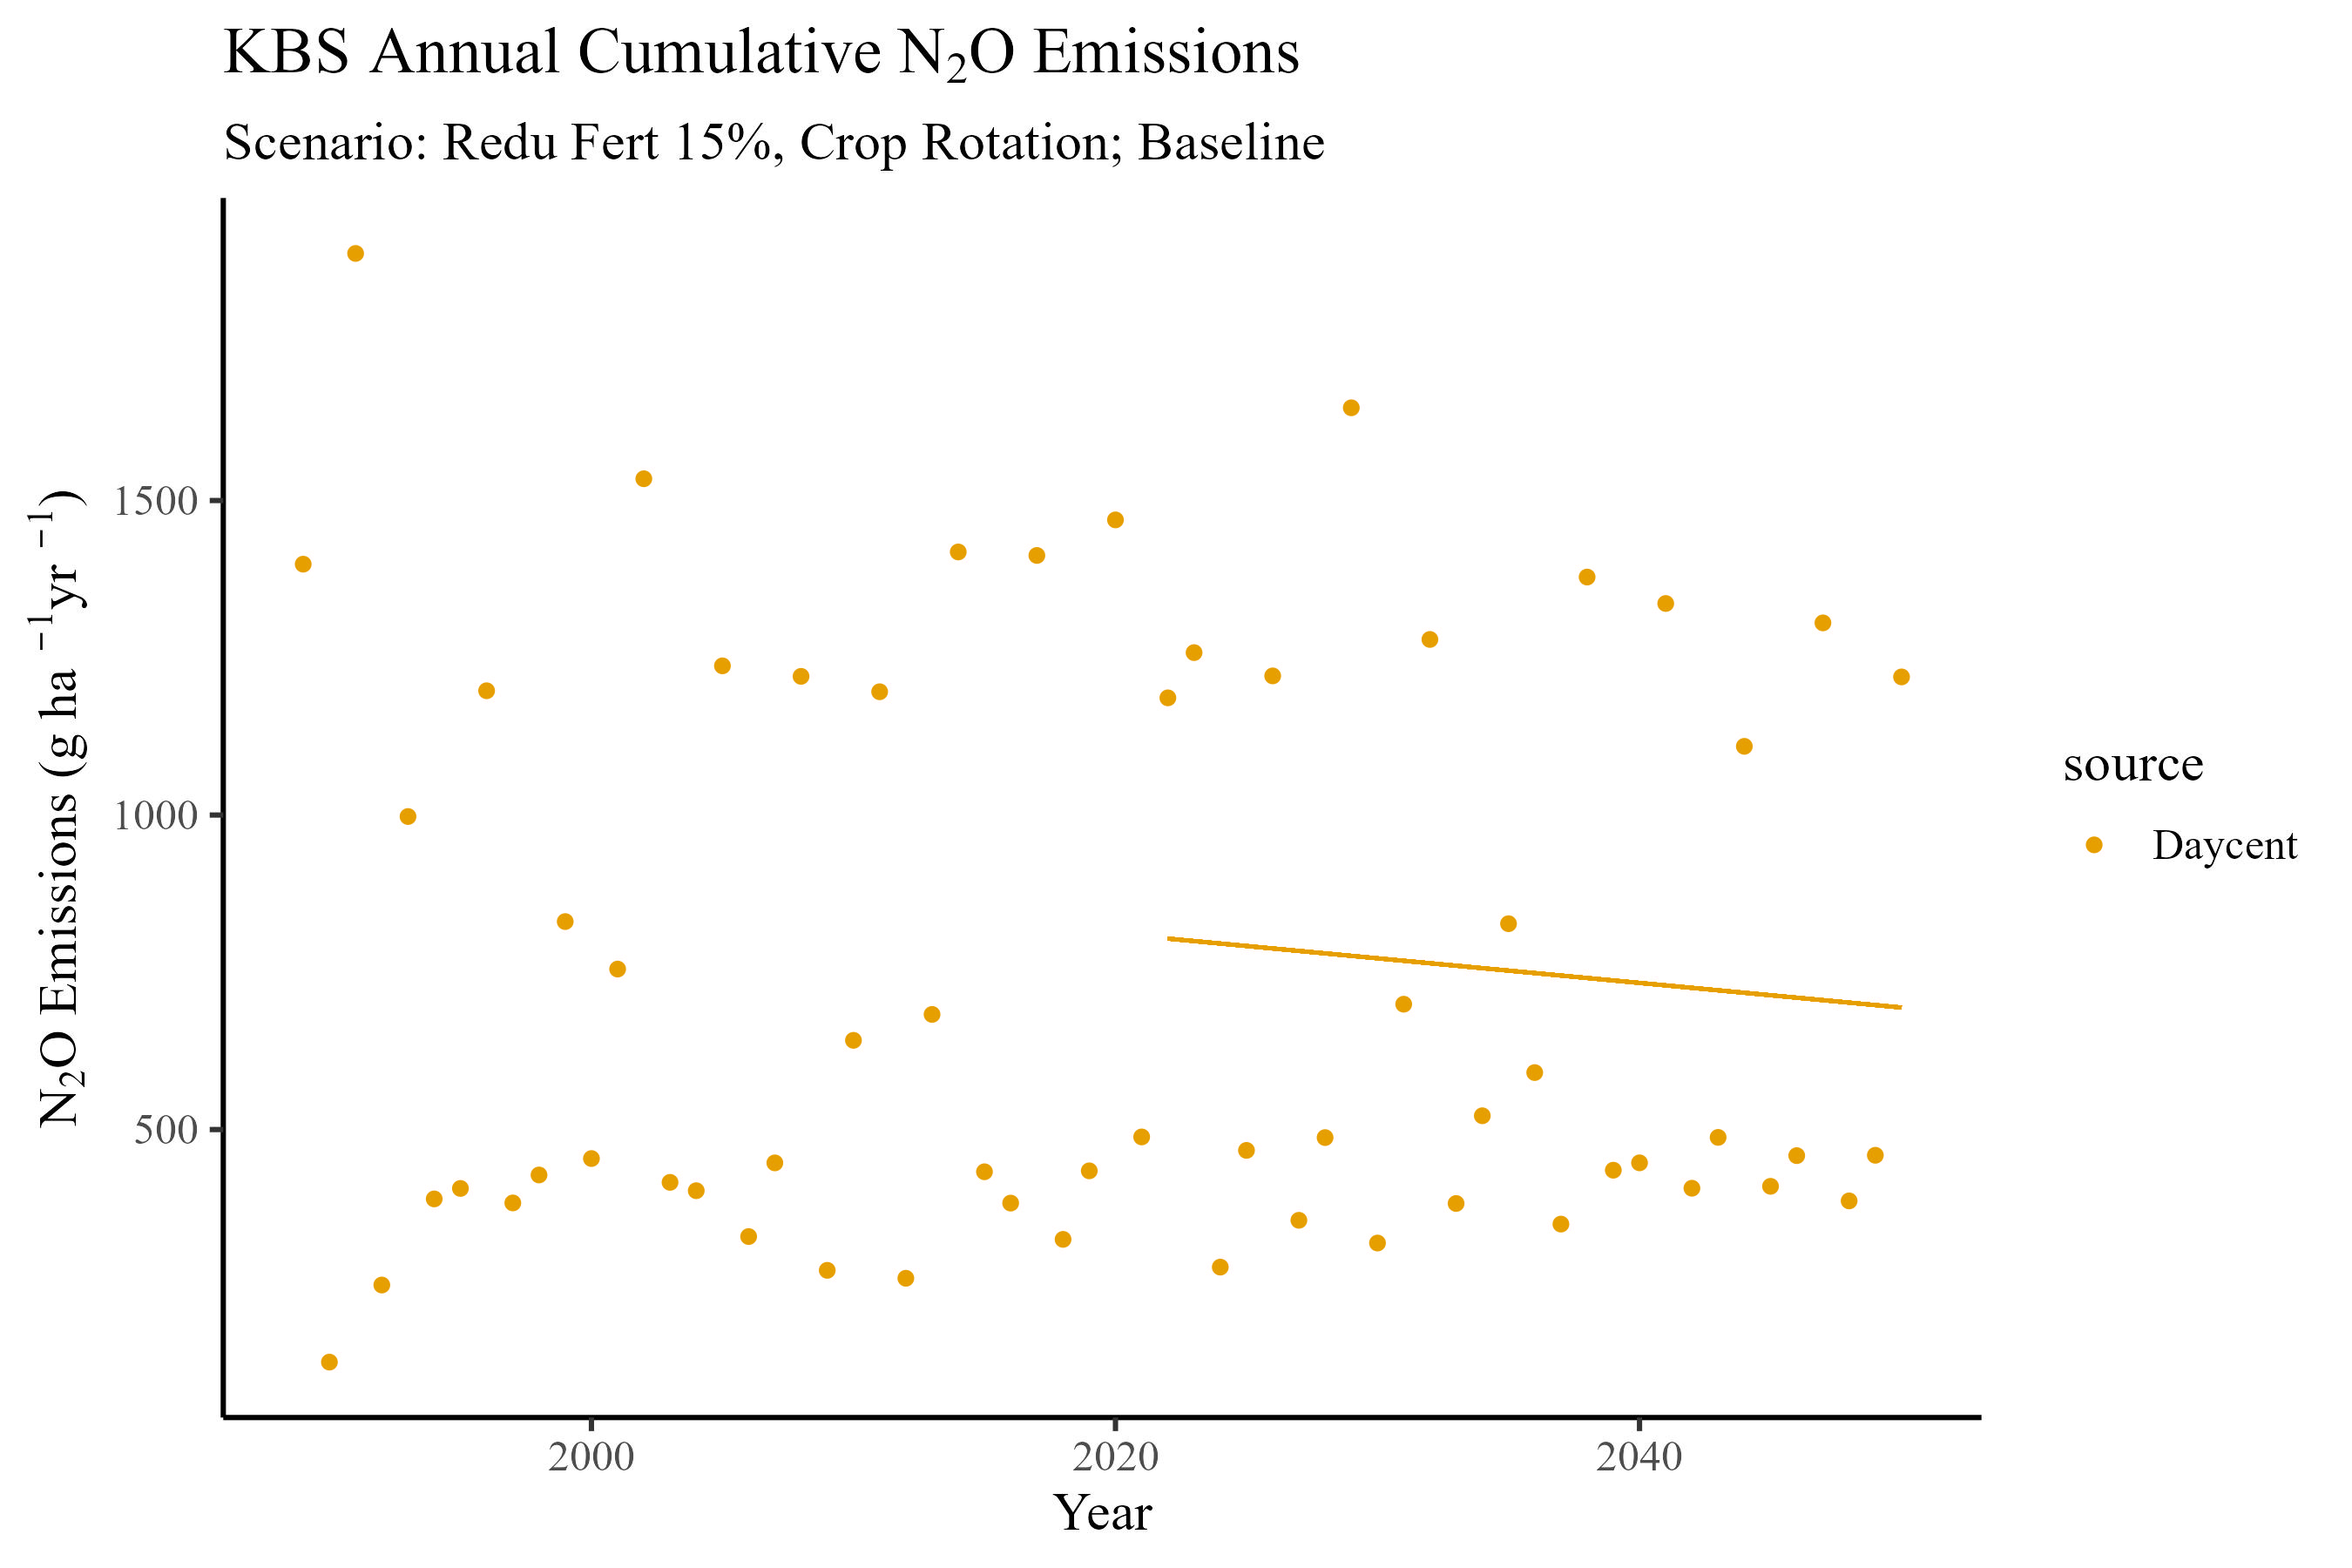 KBS Annual Cumulative N₂O Emissions
Scenario: Redu Fert 15%, Crop Rotation; Baseline
N₂O Emissions (g ha ⁻¹yr ⁻¹)
1500
1000
500
2000
2020
2040
Year
source
Daycent